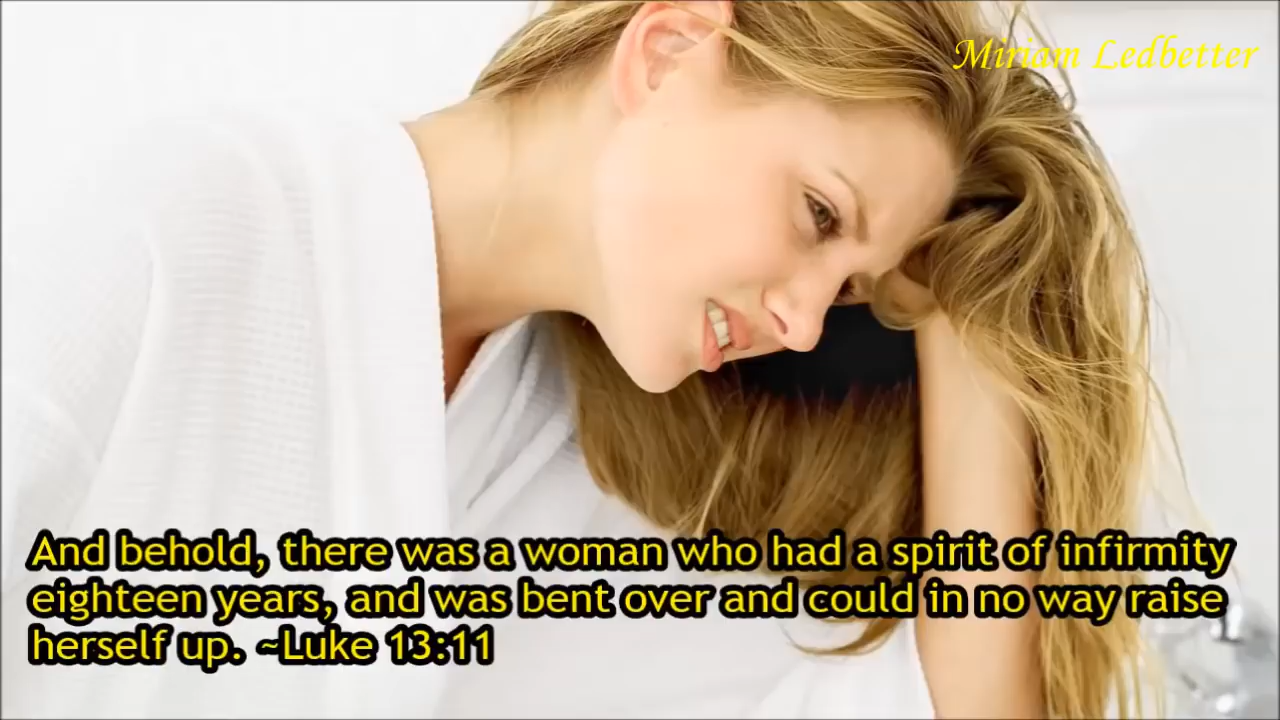 Miriam Ledbetter
And behold, there was a woman who had a spirit of infirmity
eighteen years, and was bent over and could in no way raise
herself up. ~Luke 13:11